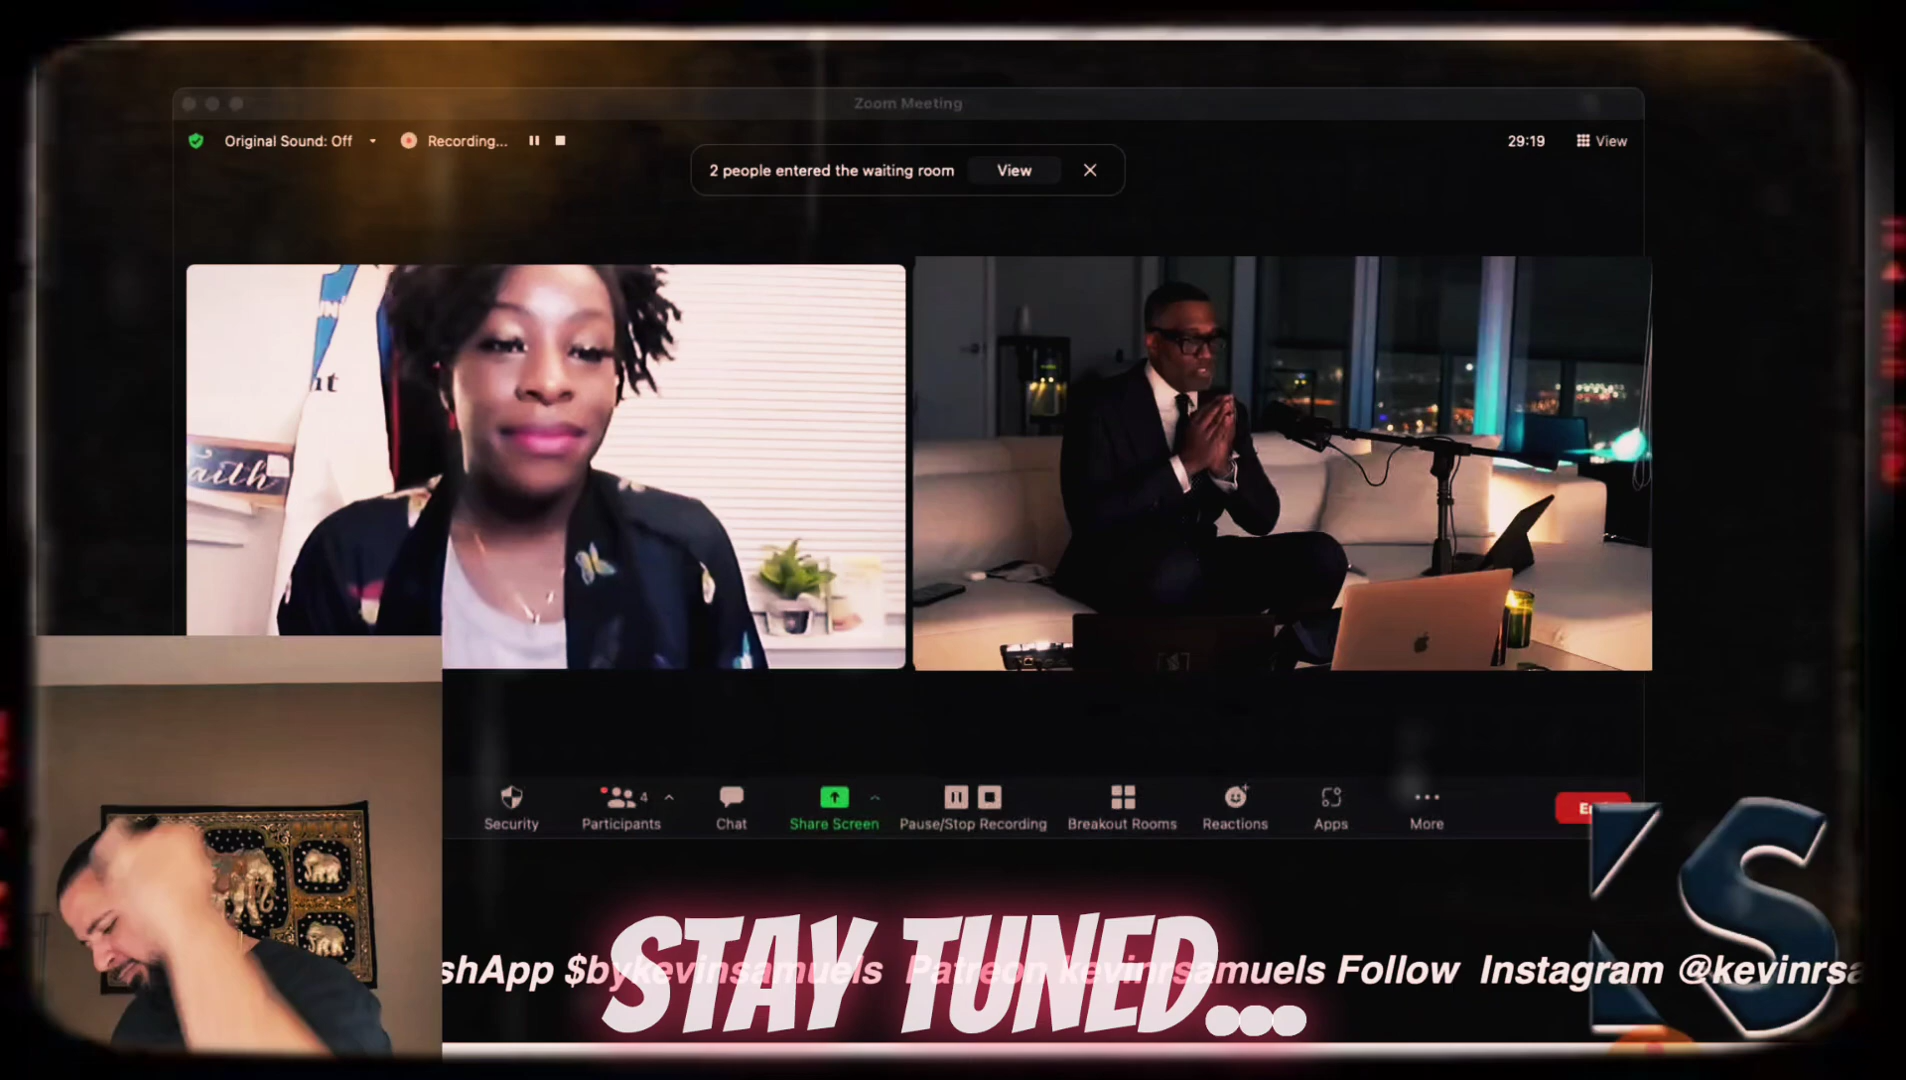 Zoom Meeting
Original Sound: Off
Recording...
29:19
View
2 people entered the waiting room
View
aith
Security
Participants
4
Chat
Share Screen
Pause/Stop Recording
Breakout Rooms
Reactions
Apps
More
KS
shApp $bykevinsamuels Patreon kevinrsamuels Follow Instagram @kevinrsa
STAY TUNED...